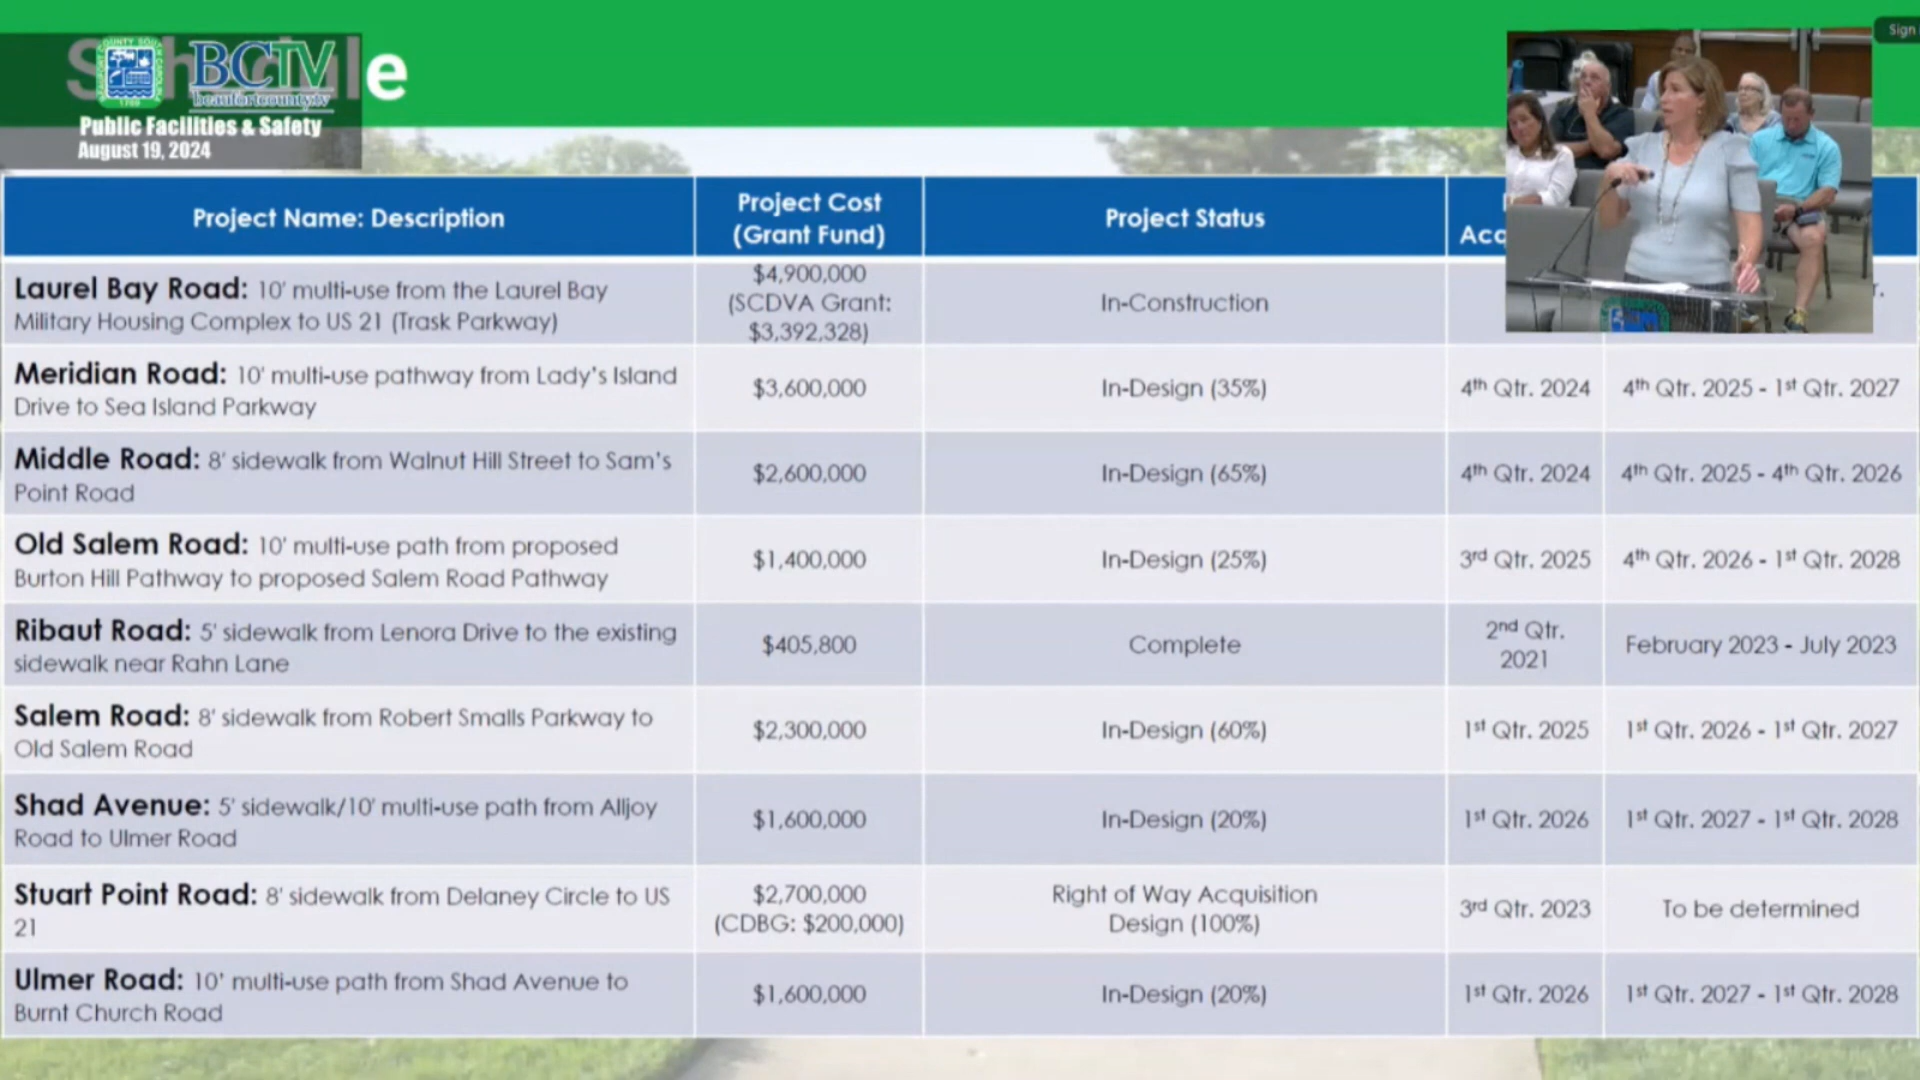 Schedule
BCTV
beaufortcounty.tv
Public Facilities & Safety
August 19, 2024
Sign
Project Name: Description
Project Cost
(Grant Fund)
Project Status
Laurel Bay Road: 10' multi-use from the Laurel Bay
Military Housing Complex to US 21 (Trask Parkway)
$4,900,000
(SCDVA Grant:
$3,392,328)
In-Construction
Meridian Road: 10' multi-use pathway from Lady's Island
Drive to Sea Island Parkway
$3,600,000
In-Design (35%)
4th Qtr. 2024
4th Qtr. 2025 - 1st Qtr. 2027
Middle Road: 8' sidewalk from Walnut Hill Street to Sam's
Point Road
$2,600,000
In-Design (65%)
4th Qtr. 2024
4th Qtr. 2025 - 4th Qtr. 2026
Old Salem Road: 10' multi-use path from proposed
Burton Hill Pathway to proposed Salem Road Pathway
$1,400,000
In-Design (25%)
3rd Qtr. 2025
4th Qtr. 2026 - 1st Qtr. 2028
Ribaut Road: 5' sidewalk from Lenora Drive to the existing
sidewalk near Rahn Lane
$405,800
Complete
2nd Qtr.
2021
February 2023 - July 2023
Salem Road: 8' sidewalk from Robert Smalls Parkway to
Old Salem Road
$2,300,000
In-Design (60%)
1st Qtr. 2025
1st Qtr. 2026 - 1st Qtr. 2027
Shad Avenue: 5' sidewalk/10' multi-use path from Alljoy
Road to Ulmer Road
$1,600,000
In-Design (20%)
1st Qtr. 2026
1st Qtr. 2027 - 1st Qtr. 2028
Stuart Point Road: 8' sidewalk from Delaney Circle to US
21
$2,700,000
(CDBG: $200,000)
Right of Way Acquisition
Design (100%)
3rd Qtr. 2023
To be determined
Ulmer Road: 10' multi-use path from Shad Avenue to
Burnt Church Road
$1,600,000
In-Design (20%)
1st Qtr. 2026
1st Qtr. 2027 - 1st Qtr. 2028